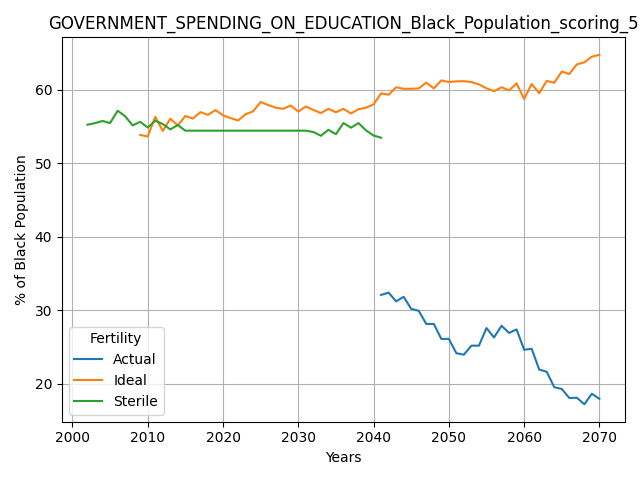 GOVERNMENT_SPENDING_ON_EDUCATION_Black_Population_scoring_5
% of Black Population
60
50
40
30
20
Fertility
Actual
Ideal
Sterile
2000 2010 2020 2030 2040 2050 2060 2070
Years